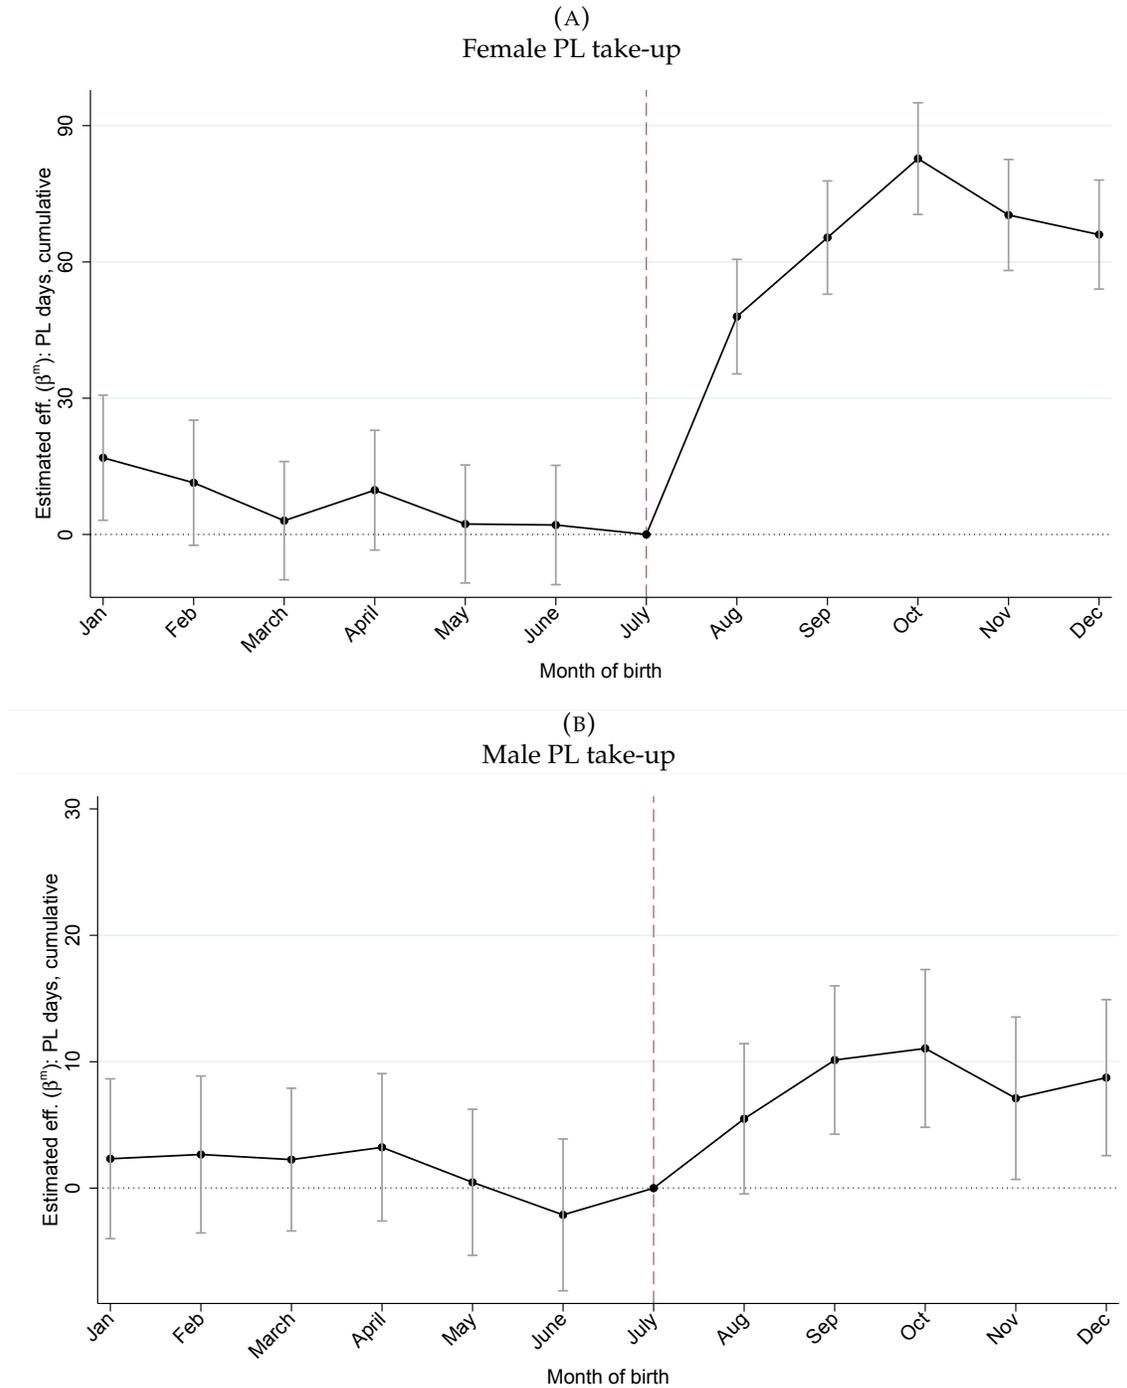 (A)
Female PL take-up
Estimated eff. (βᵐ): PL days, cumulative
90
60
30
0
Jan Feb March April May June July Aug Sep Oct Nov Dec
Month of birth
(B)
Male PL take-up
Estimated eff. (βᵐ): PL days, cumulative
30
20
10
0
Jan Feb March April May June July Aug Sep Oct Nov Dec
Month of birth